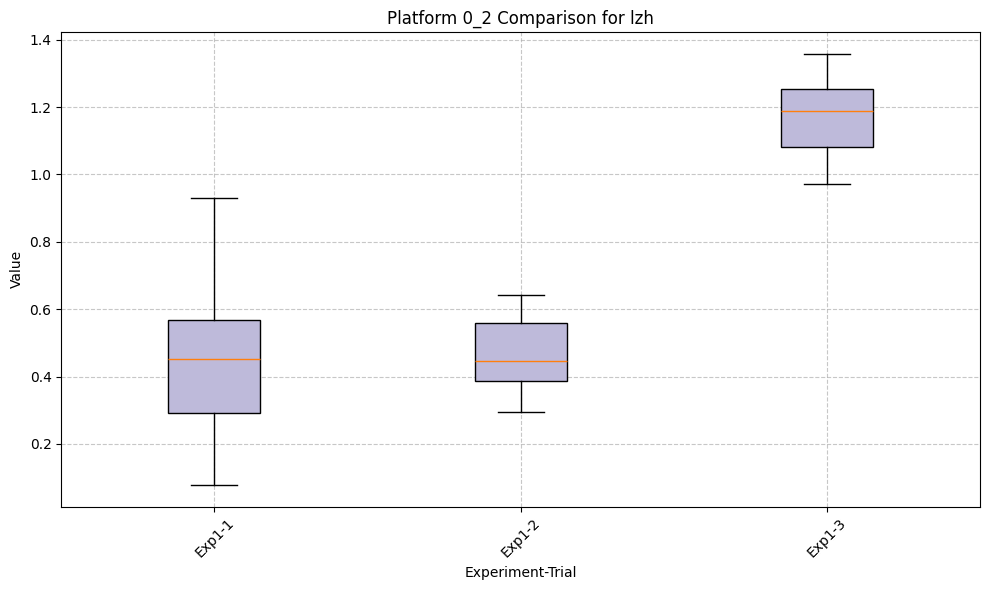 Platform 0_2 Comparison for lzh
1.4
1.2
1.0
0.8
0.6
0.4
0.2
Value
Exp1-1
Exp1-2
Exp1-3
Experiment-Trial